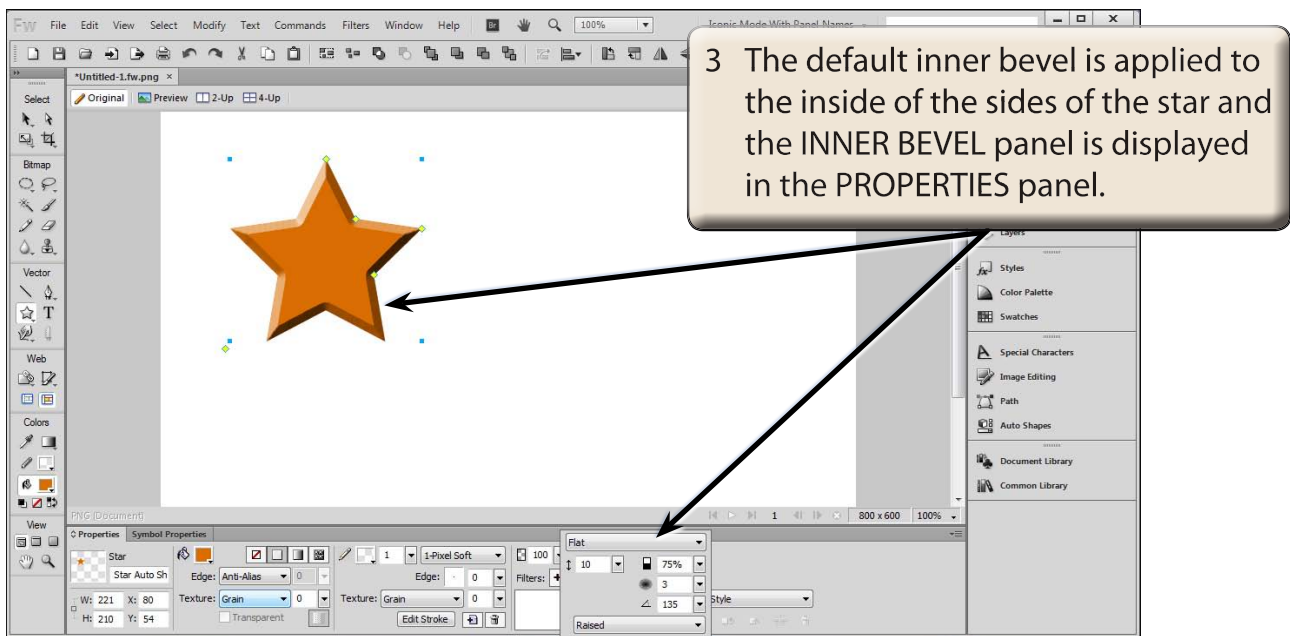 Fw File Edit View Select Modify Text Commands Filters Window Help Br 100%
3 The default inner bevel is applied to
the inside of the sides of the star and
the INNER BEVEL panel is displayed
in the PROPERTIES panel.
*Untitled-1.fw.png ×
Select
Original Preview 2-Up 4-Up
Bitmap
Vector
T
Web
Colors
View
Layers
Styles
Color Palette
Swatches
Special Characters
Image Editing
Path
Auto Shapes
Document Library
Common Library
PNG (Document) 1 800 x 600 100%
Properties Symbol Properties
Star
Star Auto Sh
W: 221 X: 80
H: 210 Y: 54
Edge: Anti-Alias 0
Texture: Grain 0
Transparent
1 1-Pixel Soft
Edge: 0
Texture: Grain 0
Edit Stroke
100
Filters:
Flat
10 75%
3
135
Raised
Style